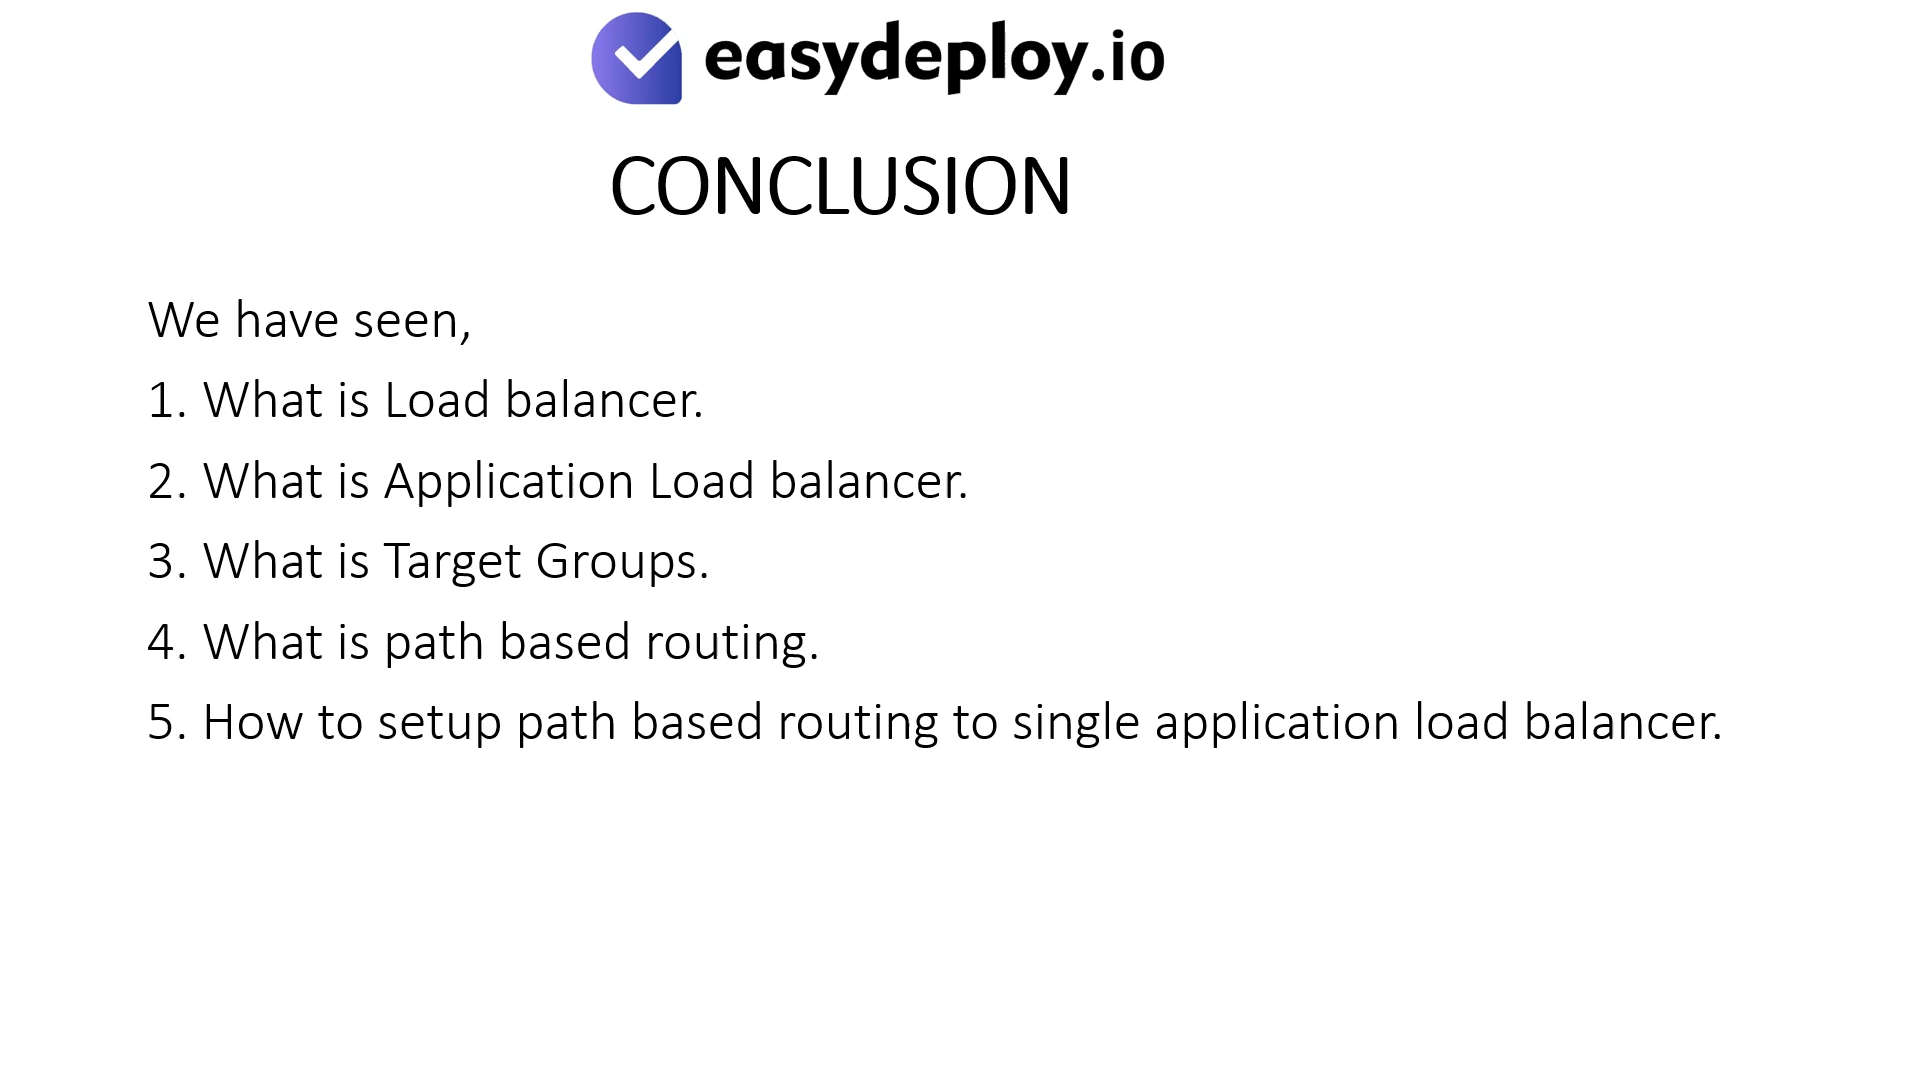 easydeploy.io
CONCLUSION
We have seen,
1. What is Load balancer.
2. What is Application Load balancer.
3. What is Target Groups.
4. What is path based routing.
5. How to setup path based routing to single application load balancer.